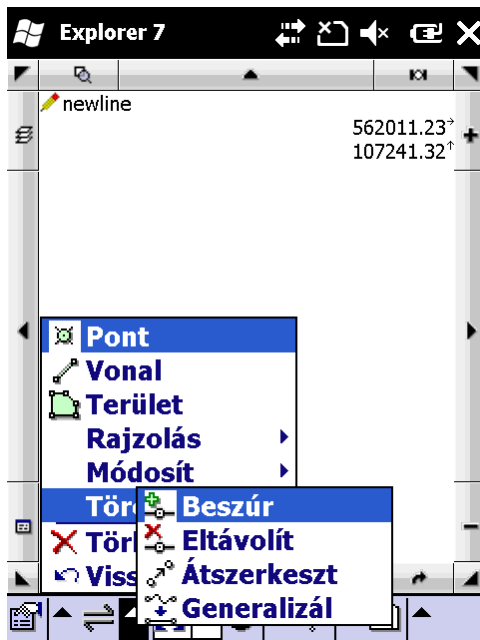 Explorer 7
newline
562011.23
107241.32
Pont
Vonal
Terület
Rajzolás
Módosít
Beszúr
Eltávolít
Átszerkeszt
Generalizál